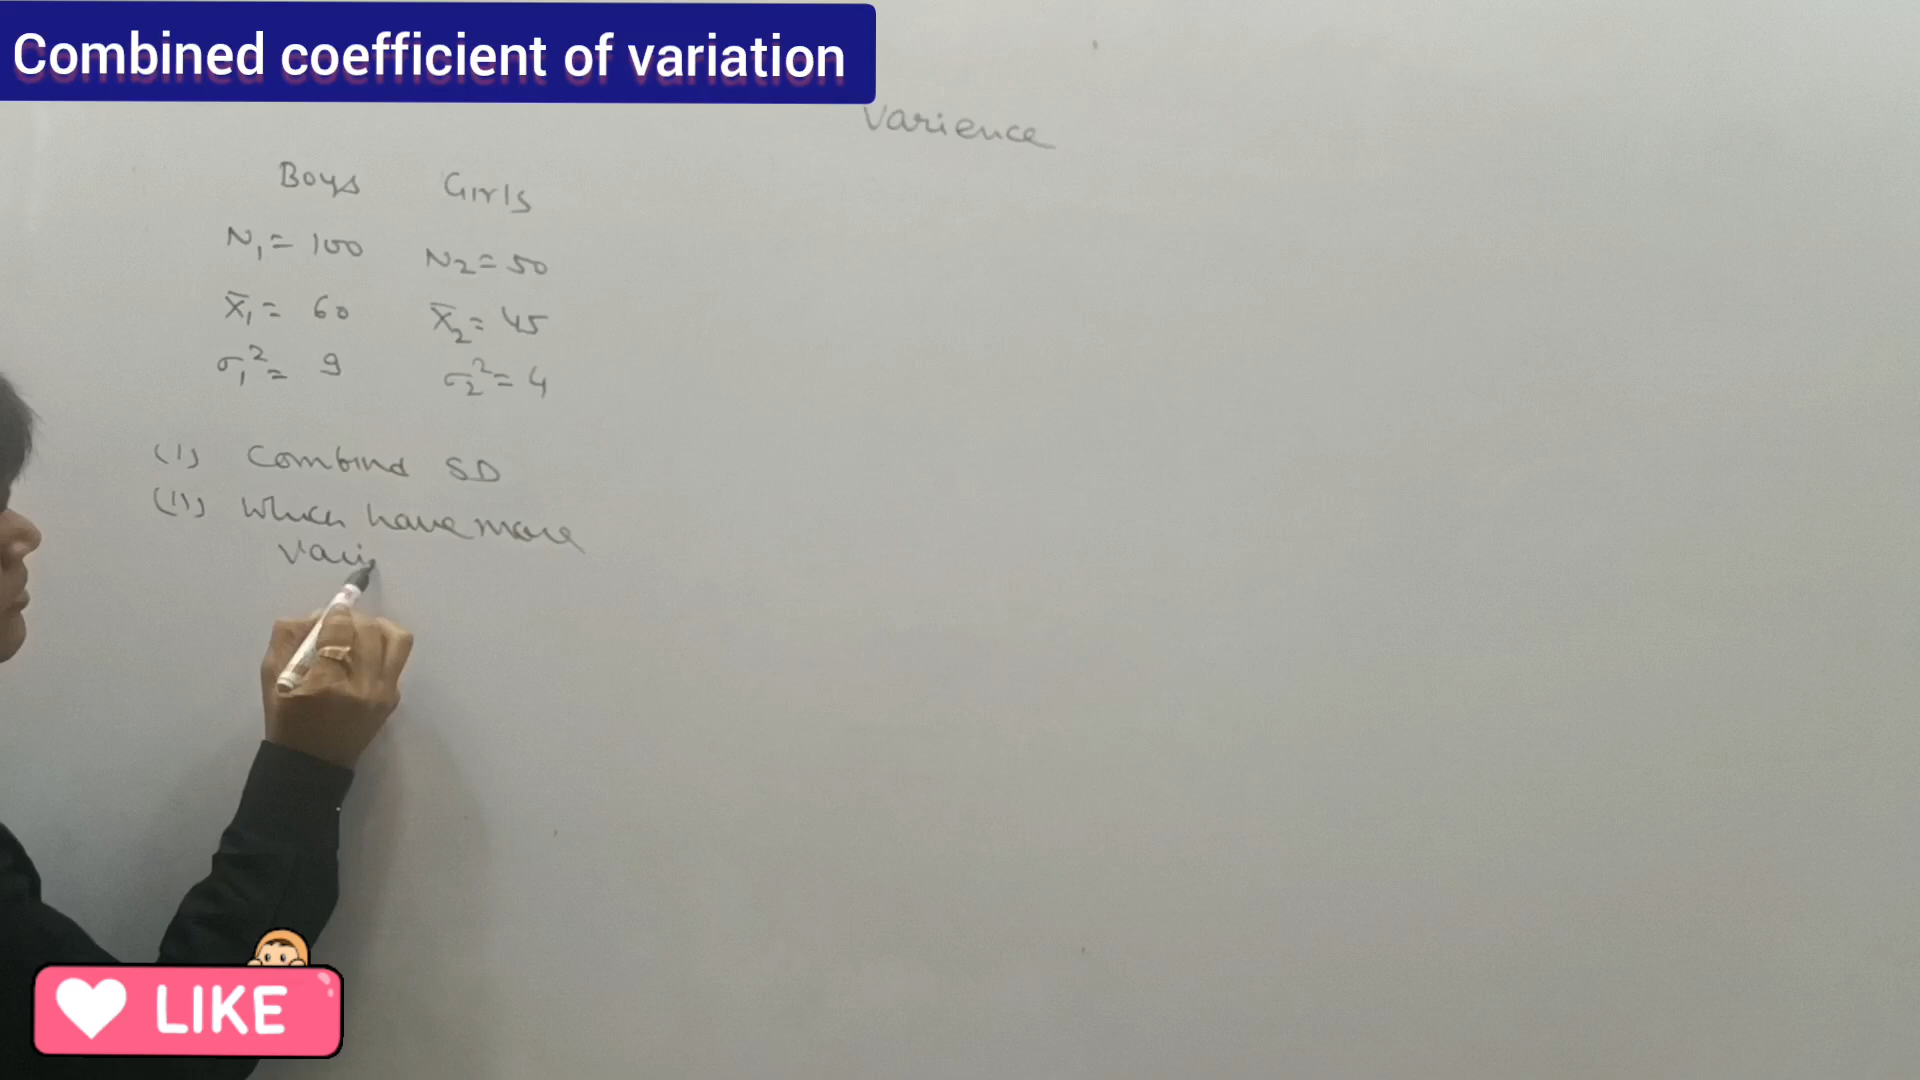 Combined coefficient of variation
Varience
Boys Girls
N₁ = 100 N₂ = 50
X̄₁ = 60 X̄₂ = 45
σ₁² = 9 σ₂² = 4
(I) Combind SD
(II) which have more
vari
LIKE